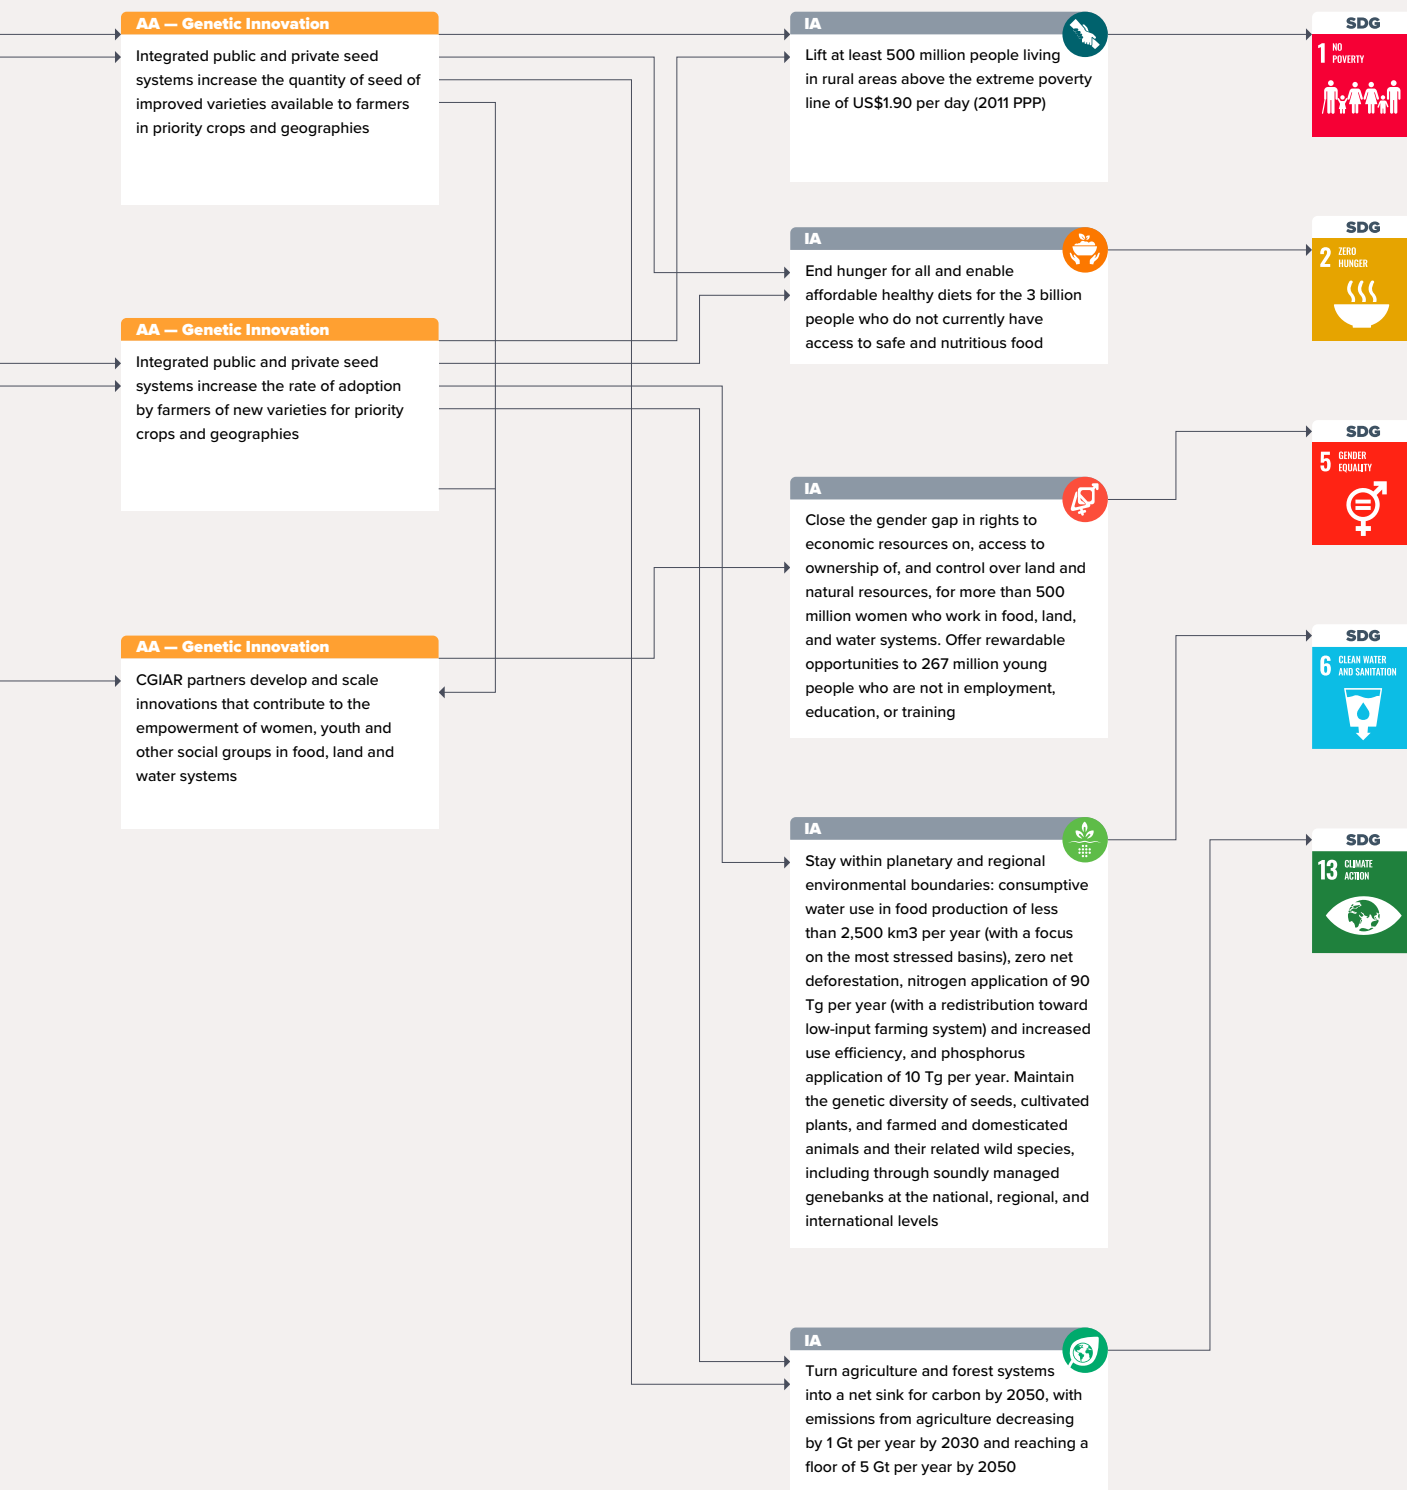 AA — Genetic Innovation
Integrated public and private seed
systems increase the quantity of seed of
improved varieties available to farmers
in priority crops and geographies
AA — Genetic Innovation
Integrated public and private seed
systems increase the rate of adoption
by farmers of new varieties for priority
crops and geographies
AA — Genetic Innovation
CGIAR partners develop and scale
innovations that contribute to the
empowerment of women, youth and
other social groups in food, land and
water systems
IA
Lift at least 500 million people living
in rural areas above the extreme poverty
line of US$1.90 per day (2011 PPP)
IA
End hunger for all and enable
affordable healthy diets for the 3 billion
people who do not currently have
access to safe and nutritious food
IA
Close the gender gap in rights to
economic resources on, access to
ownership of, and control over land and
natural resources, for more than 500
million women who work in food, land,
and water systems. Offer rewardable
opportunities to 267 million young
people who are not in employment,
education, or training
IA
Stay within planetary and regional
environmental boundaries: consumptive
water use in food production of less
than 2,500 km3 per year (with a focus
on the most stressed basins), zero net
deforestation, nitrogen application of 90
Tg per year (with a redistribution toward
low-input farming system) and increased
use efficiency, and phosphorus
application of 10 Tg per year. Maintain
the genetic diversity of seeds, cultivated
plants, and farmed and domesticated
animals and their related wild species,
including through soundly managed
genebanks at the national, regional, and
international levels
IA
Turn agriculture and forest systems
into a net sink for carbon by 2050, with
emissions from agriculture decreasing
by 1 Gt per year by 2030 and reaching a
floor of 5 Gt per year by 2050
SDG
1 NO
POVERTY
SDG
2 ZERO
HUNGER
SDG
5 GENDER
EQUALITY
SDG
6 CLEAN WATER
AND SANITATION
SDG
13 CLIMATE
ACTION